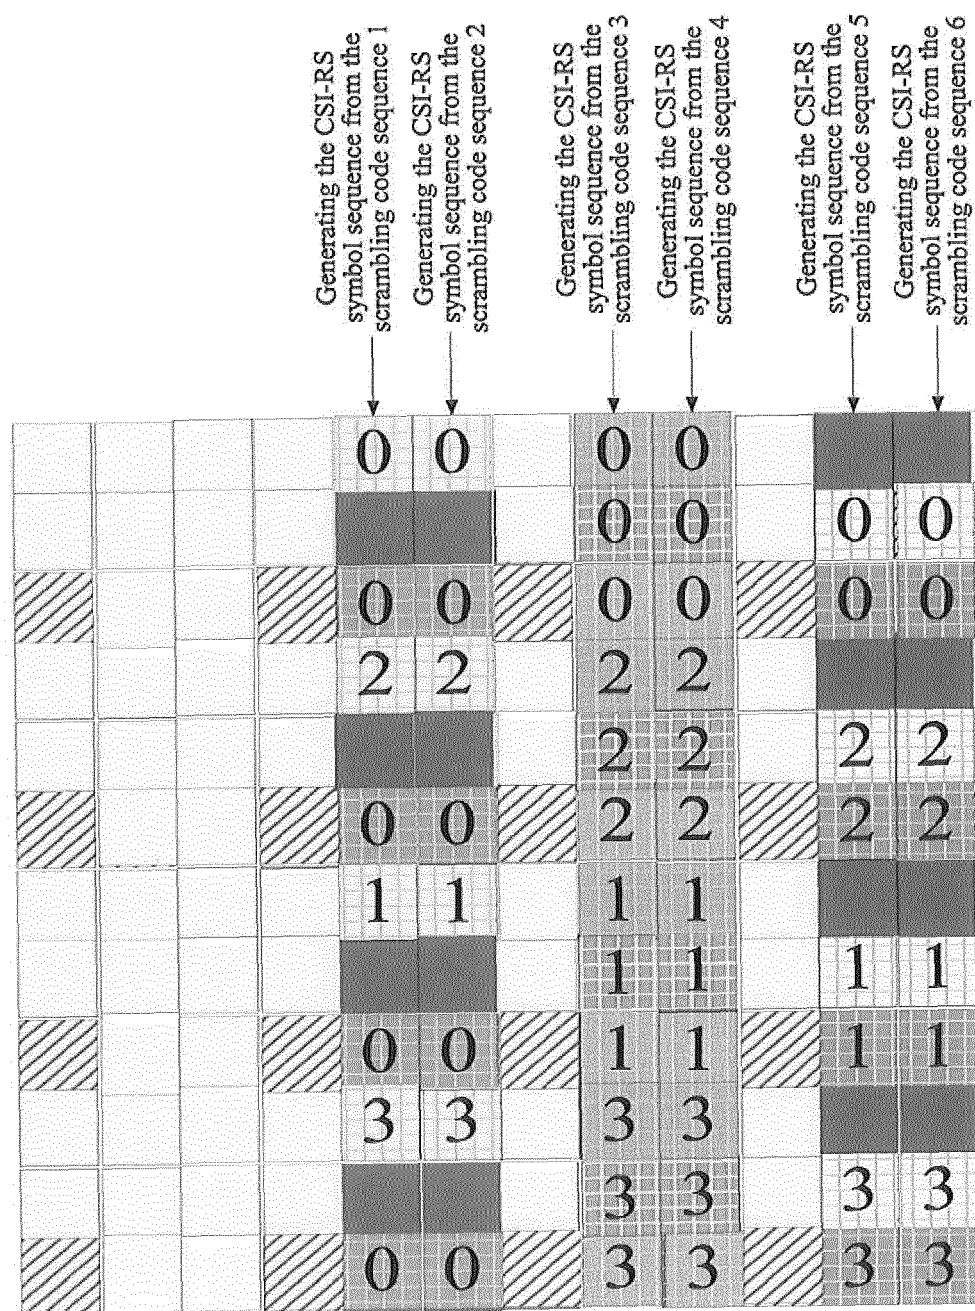 Generating the CSI-RS
symbol sequence from the
scrambling code sequence 1
Generating the CSI-RS
symbol sequence from the
scrambling code sequence 2
Generating the CSI-RS
symbol sequence from the
scrambling code sequence 3
Generating the CSI-RS
symbol sequence from the
scrambling code sequence 4
Generating the CSI-RS
symbol sequence from the
scrambling code sequence 5
Generating the CSI-RS
symbol sequence from the
scrambling code sequence 6
0 0 0 0
0 0 0 0
0 0 0 0 0 0
2 2 2 2
2 2 2 2
0 0 2 2 2 2
1 1 1 1
1 1 1 1
0 0 1 1 1 1
3 3 3 3
3 3 3 3
0 0 3 3 3 3